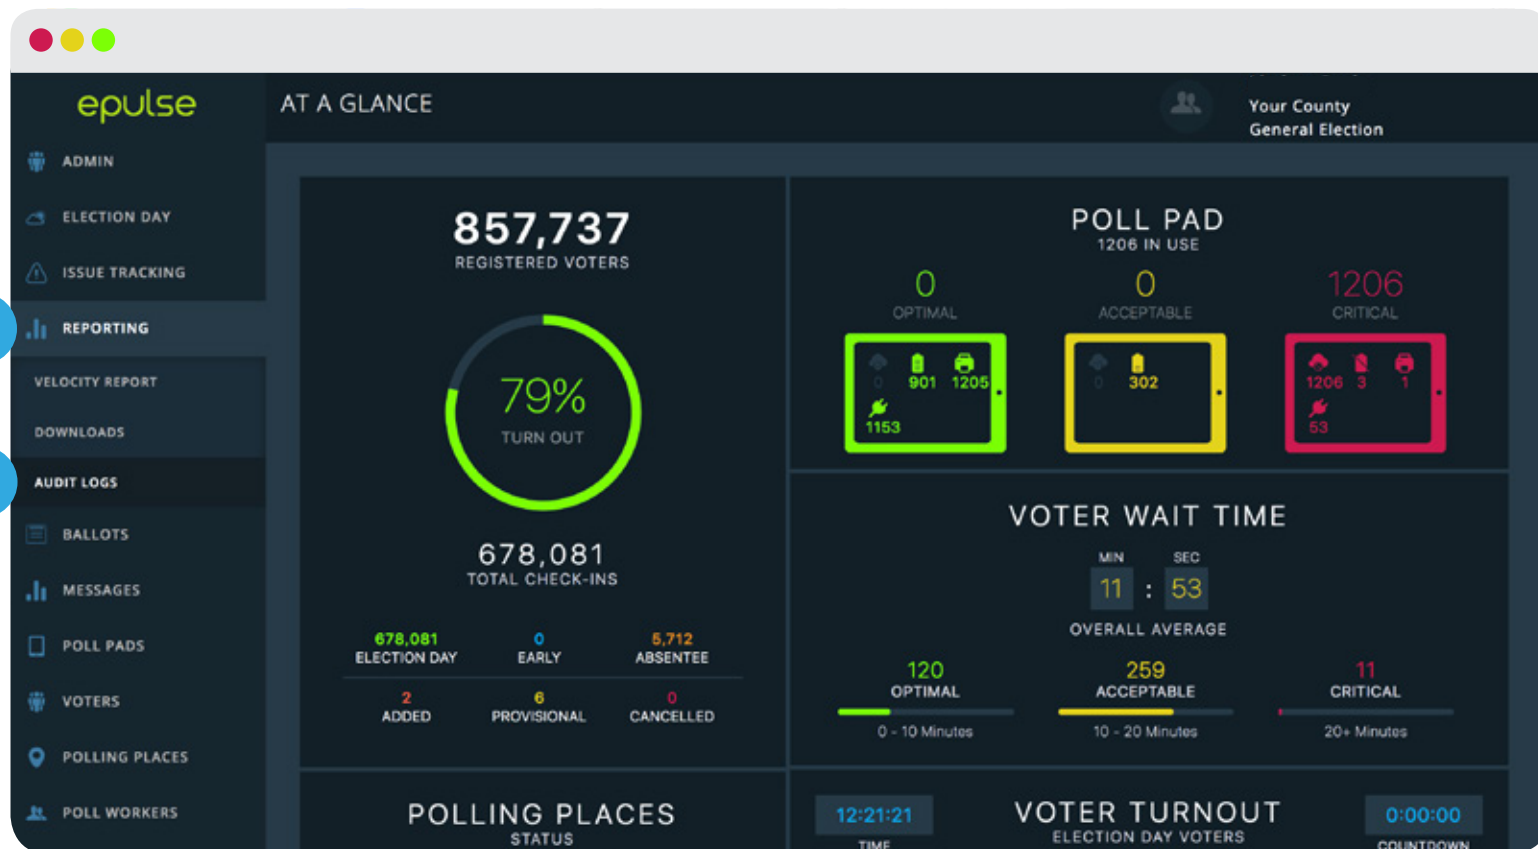 epulse
ADMIN
ELECTION DAY
ISSUE TRACKING
REPORTING
VELOCITY REPORT
DOWNLOADS
AUDIT LOGS
BALLOTS
MESSAGES
POLL PADS
VOTERS
POLLING PLACES
POLL WORKERS
AT A GLANCE
Your County
General Election
857,737
REGISTERED VOTERS
79%
TURN OUT
678,081
TOTAL CHECK-INS
678,081 0 5,712
ELECTION DAY EARLY ABSENTEE
2 6 0
ADDED PROVISIONAL CANCELLED
POLL PAD
1206 IN USE
0 0 1206
OPTIMAL ACCEPTABLE CRITICAL
0 901 1205 0 302 1206 3 1
1153 53
VOTER WAIT TIME
MIN SEC
11 : 53
OVERALL AVERAGE
120 259 11
OPTIMAL ACCEPTABLE CRITICAL
0 - 10 Minutes 10 - 20 Minutes 20+ Minutes
POLLING PLACES
STATUS
12:21:21 VOTER TURNOUT 0:00:00
TIME ELECTION DAY VOTERS COUNTDOWN